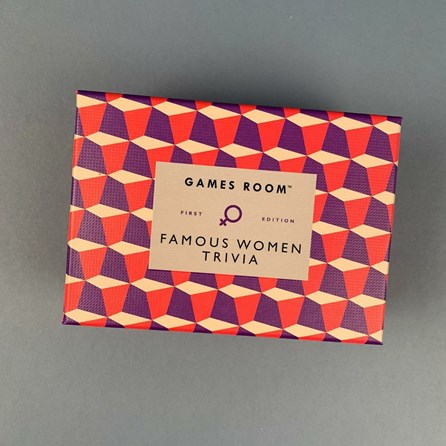 GAMES ROOM™
FIRST EDITION
FAMOUS WOMEN
TRIVIA